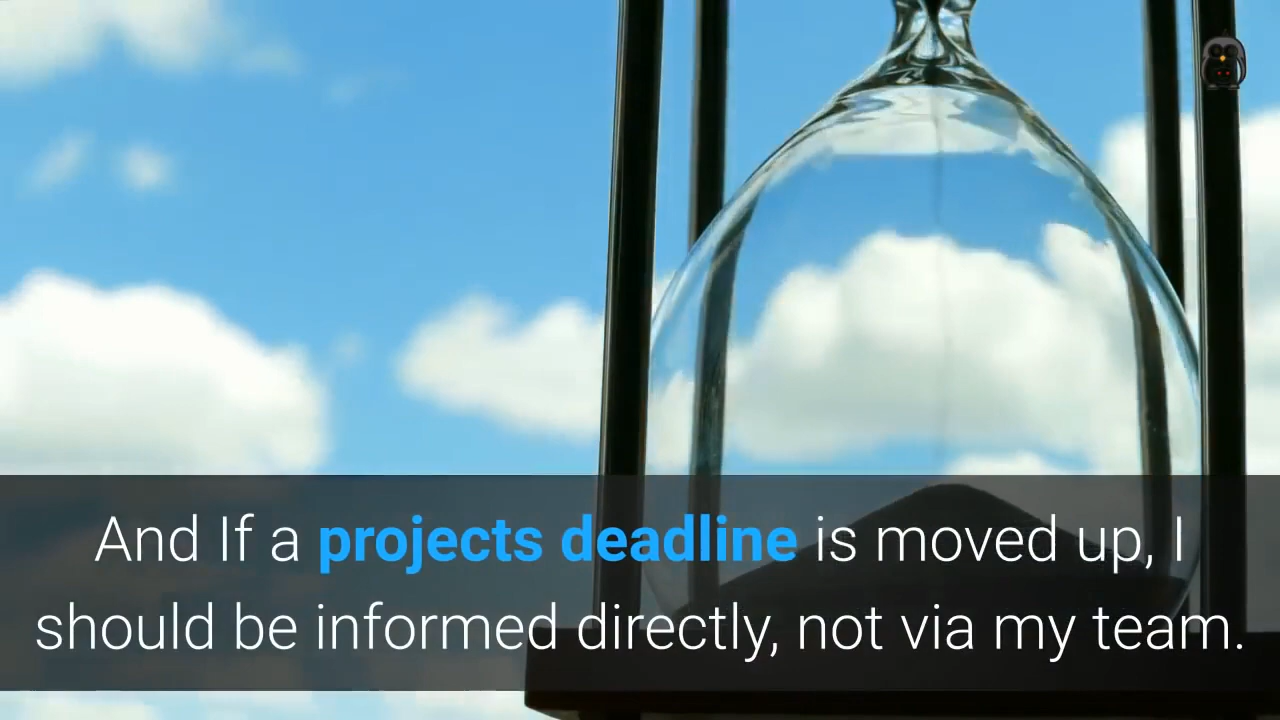 And If a projects deadline is moved up, I
should be informed directly, not via my team.